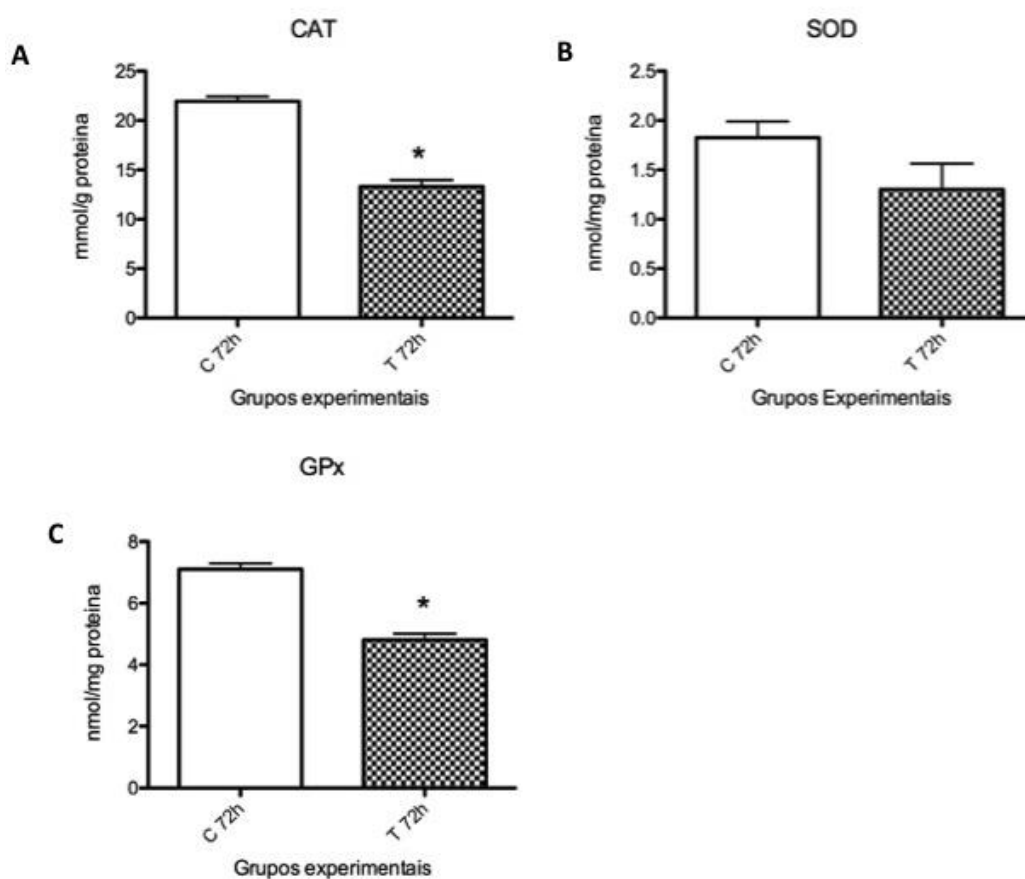 A
CAT
mmol/g proteina
25
20
15
10
5
0
*
C 72h
T 72h
Grupos experimentais
B
SOD
nmol/mg proteina
2.5
2.0
1.5
1.0
0.5
0.0
C 72h
T 72h
Grupos Experimentais
C
GPx
nmol/mg proteina
8
6
4
2
0
*
C 72h
T 72h
Grupos experimentais